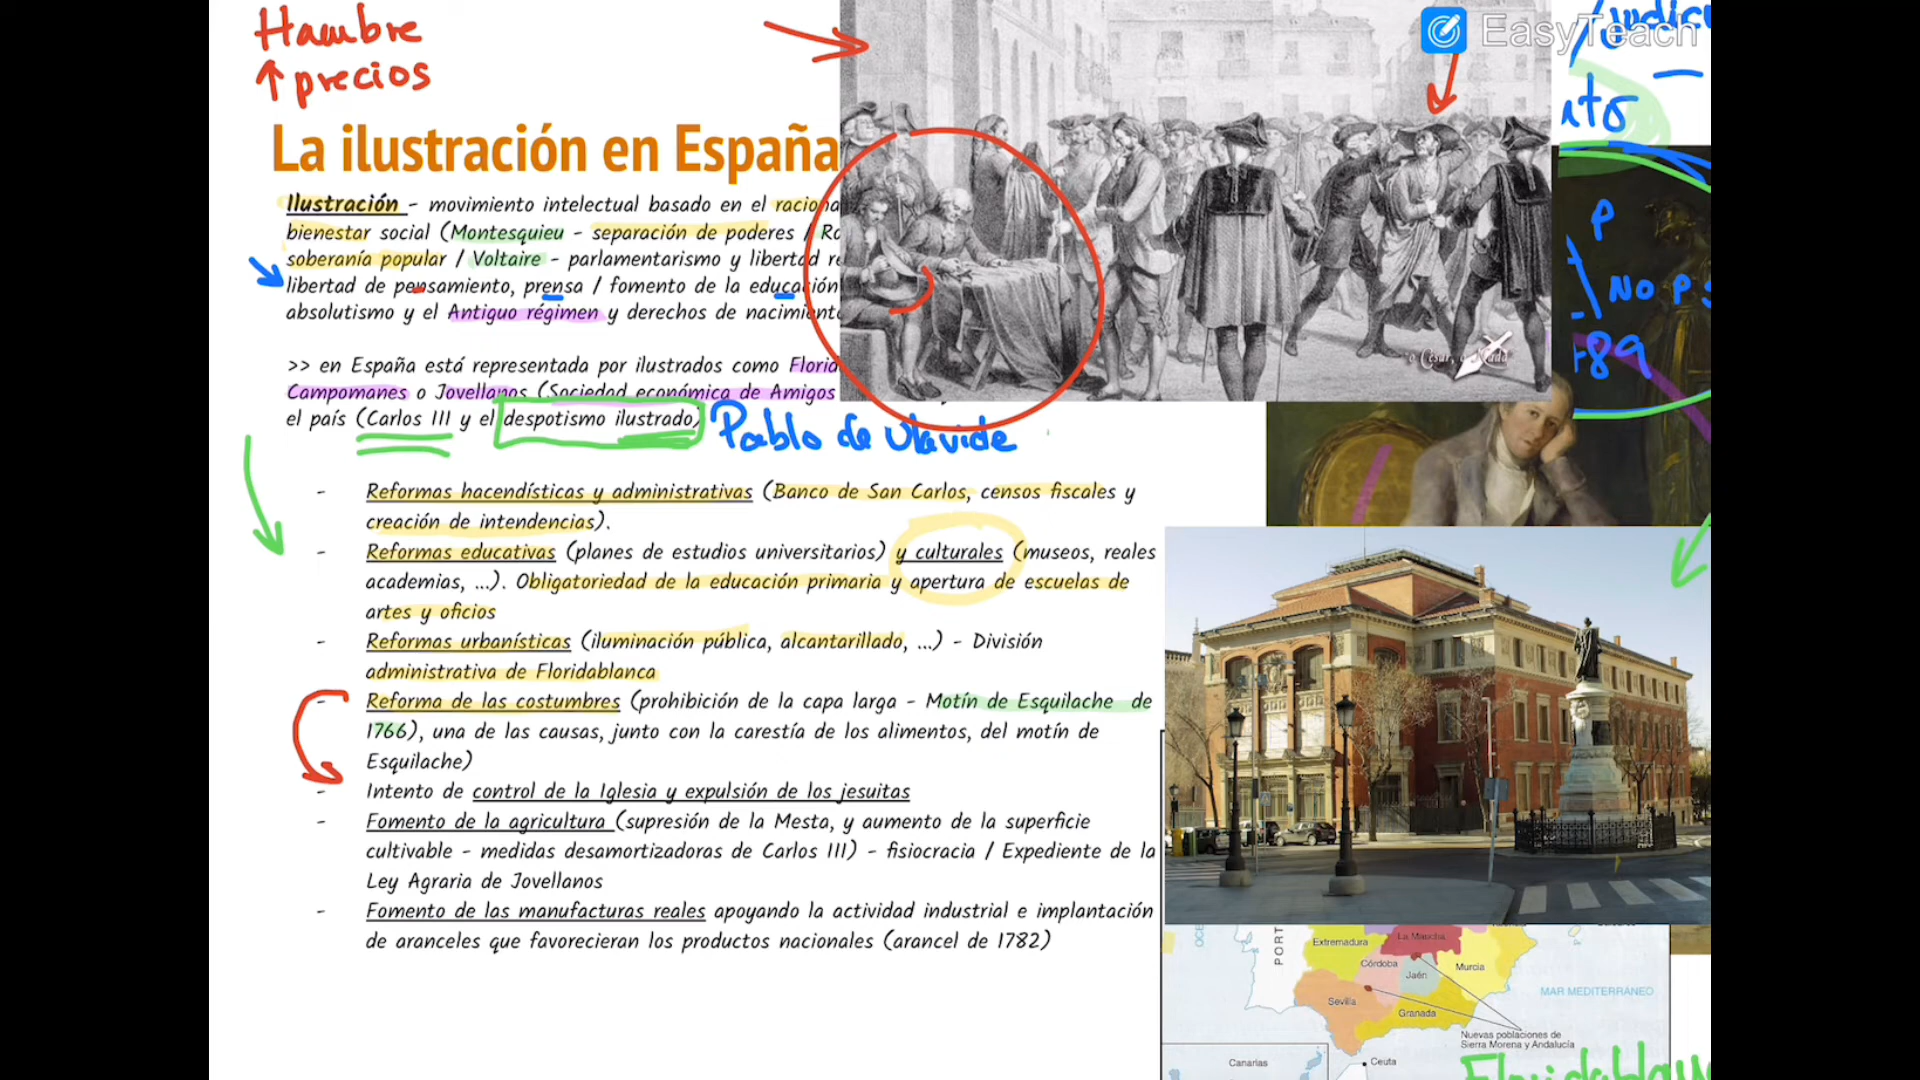 Hambre
↑ precios
EasyTeach
La ilustración en España
Ilustración - movimiento intelectual basado en el
bienestar social (Montesquieu - separación de poderes /
soberanía popular / Voltaire - parlamentarismo y libertad
libertad de pensamiento, prensa / fomento de la educación
absolutismo y el Antiguo régimen y derechos de nacimiento
>> en España está representada por ilustrados como
Campomanes o Jovellanos (Sociedad económica de Amigos
el país (Carlos III y el despotismo ilustrado)
Pablo de Olavide
P
No
89
o César, o Nada
- Reformas hacendísticas y administrativas (Banco de San Carlos, censos fiscales y
creación de intendencias).
- Reformas educativas (planes de estudios universitarios) y culturales (museos, reales
academias, ...). Obligatoriedad de la educación primaria y apertura de escuelas de
artes y oficios
- Reformas urbanísticas (iluminación pública, alcantarillado, ...) - División
administrativa de Floridablanca
- Reforma de las costumbres (prohibición de la capa larga - Motín de Esquilache de
1766), una de las causas, junto con la carestía de los alimentos, del motín de
Esquilache)
- Intento de control de la Iglesia y expulsión de los jesuitas
- Fomento de la agricultura (supresión de la Mesta, y aumento de la superficie
cultivable - medidas desamortizadoras de Carlos III) - fisiocracia / Expediente de la
Ley Agraria de Jovellanos
- Fomento de las manufacturas reales apoyando la actividad industrial e implantación
de aranceles que favorecieran los productos nacionales (arancel de 1782)
PORT
Extremadura
La Mancha
Córdoba
Jaén
Murcia
Sevilla
Granada
MAR MEDITERRÁNEO
Nuevas poblaciones de
Sierra Morena y Andalucía
Canarias
Ceuta